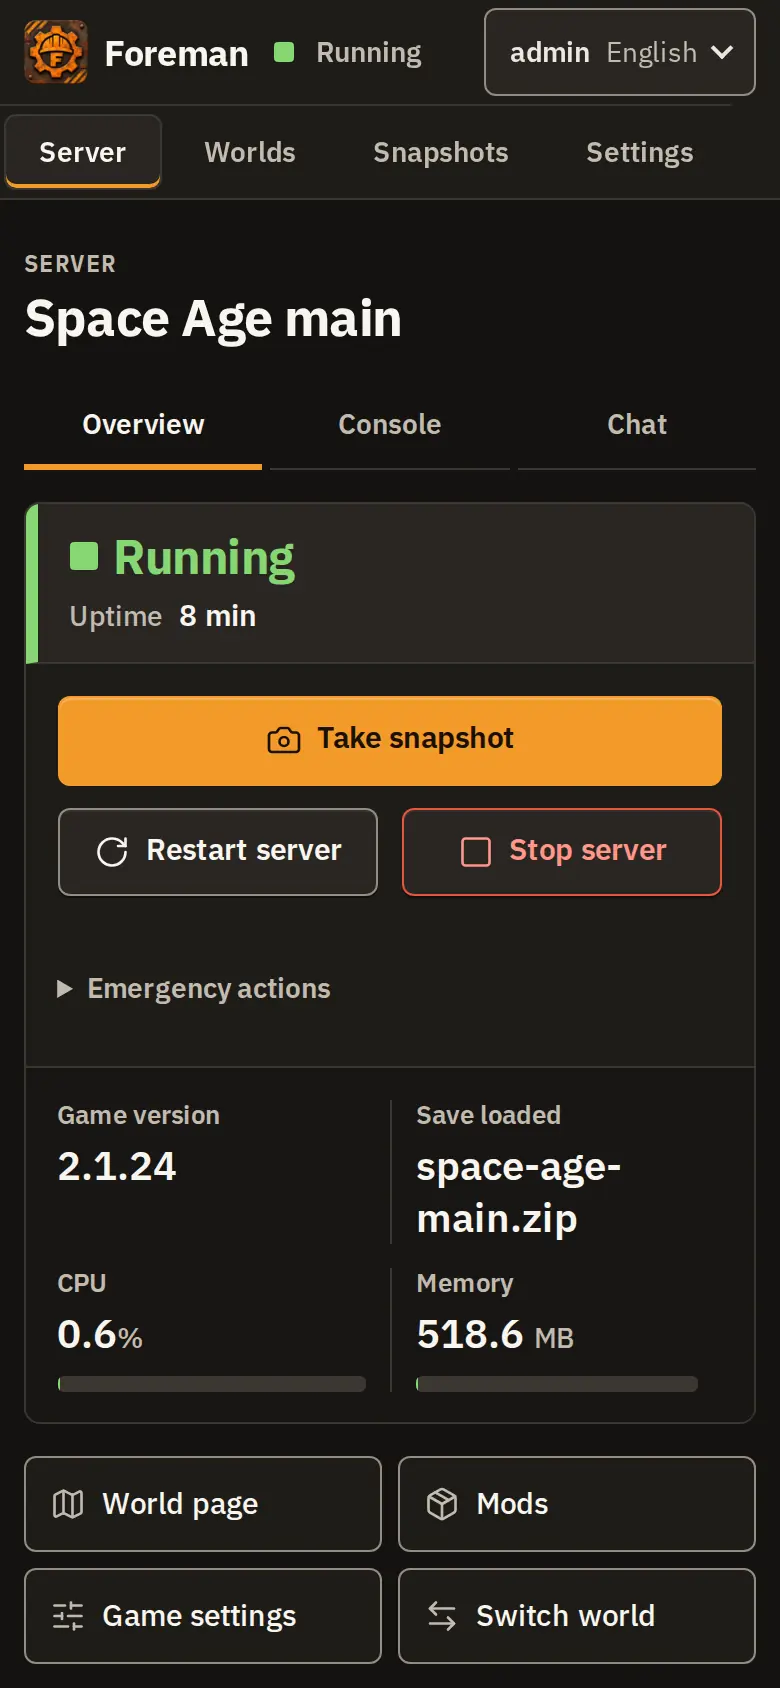 Foreman
Running
admin English
Server Worlds Snapshots Settings
SERVER
Space Age main
Overview Console Chat
Running
Uptime 8 min
Take snapshot
Restart server Stop server
Emergency actions
Game version
2.1.24
Save loaded
space-age-
main.zip
CPU
0.6%
Memory
518.6 MB
World page Mods
Game settings Switch world